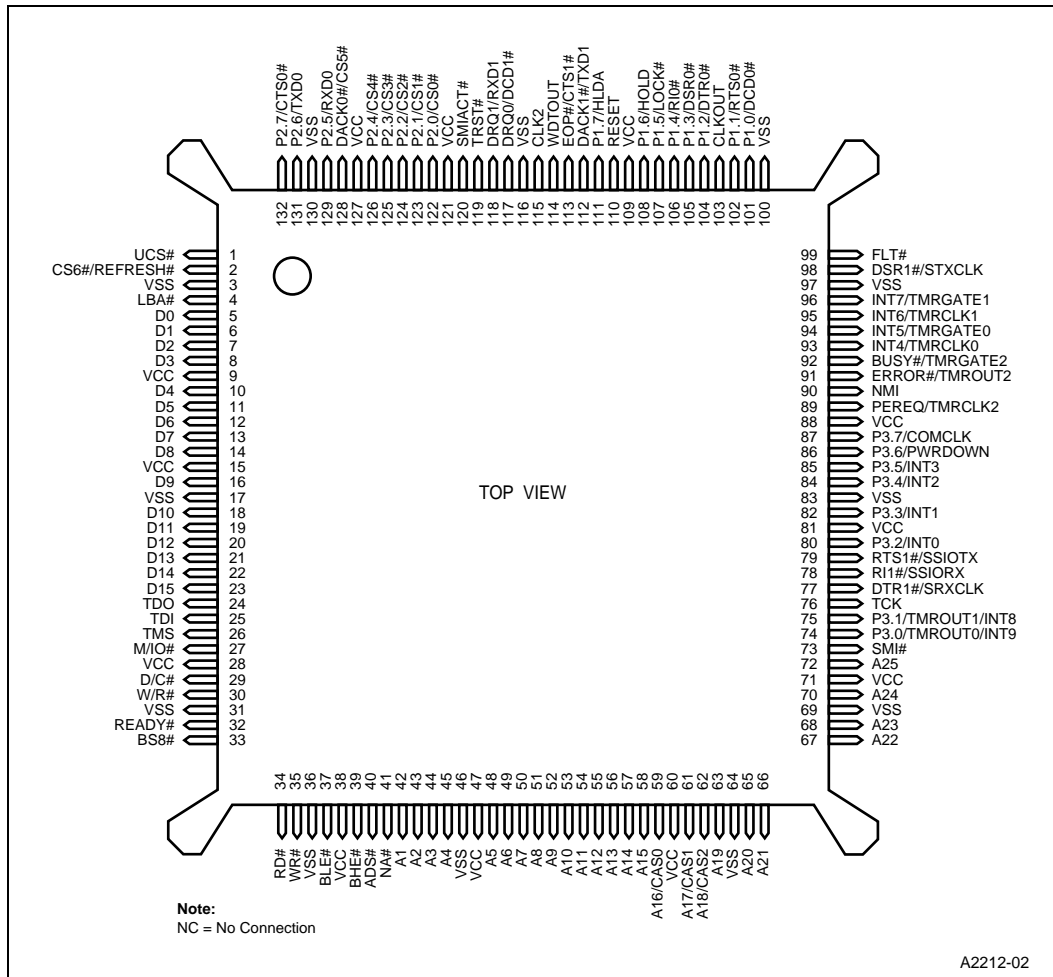 P2.7/CTS0#
P2.6/TXD0
VSS
P2.5/RXD0
DACK0#/CS5#
VCC
P2.4/CS4#
P2.3/CS3#
P2.2/CS2#
P2.1/CS1#
P2.0/CS0#
VCC
SMIACT#
TRST#
DRQ1/RXD1
DRQ0/DCD1#
VSS
CLK2
WDTOUT
EOP#/CTS1#
DACK1#/TXD1
P1.7/HLDA
RESET
VCC
P1.6/HOLD
P1.5/LOCK#
P1.4/RI0#
P1.3/DSR0#
P1.2/DTR0#
CLKOUT
P1.1/RTS0#
P1.0/DCD0#
VSS
132 131 130 129 128 127 126 125 124 123 122 121 120 119 118 117 116 115 114 113 112 111 110 109 108 107 106 105 104 103 102 101 100
UCS# 1
CS6#/REFRESH# 2
VSS 3
LBA# 4
D0 5
D1 6
D2 7
D3 8
VCC 9
D4 10
D5 11
D6 12
D7 13
D8 14
VCC 15
D9 16
VSS 17
D10 18
D11 19
D12 20
D13 21
D14 22
D15 23
TDO 24
TDI 25
TMS 26
M/IO# 27
VCC 28
D/C# 29
W/R# 30
VSS 31
READY# 32
BS8# 33
TOP VIEW
99 FLT#
98 DSR1#/STXCLK
97 VSS
96 INT7/TMRGATE1
95 INT6/TMRCLK1
94 INT5/TMRGATE0
93 INT4/TMRCLK0
92 BUSY#/TMRGATE2
91 ERROR#/TMROUT2
90 NMI
89 PEREQ/TMRCLK2
88 VCC
87 P3.7/COMCLK
86 P3.6/PWRDOWN
85 P3.5/INT3
84 P3.4/INT2
83 VSS
82 P3.3/INT1
81 VCC
80 P3.2/INT0
79 RTS1#/SSIOTX
78 RI1#/SSIORX
77 DTR1#/SRXCLK
76 TCK
75 P3.1/TMROUT1/INT8
74 P3.0/TMROUT0/INT9
73 SMI#
72 A25
71 VCC
70 A24
69 VSS
68 A23
67 A22
34 35 36 37 38 39 40 41 42 43 44 45 46 47 48 49 50 51 52 53 54 55 56 57 58 59 60 61 62 63 64 65 66
RD#
WR#
VSS
BLE#
VCC
BHE#
ADS#
NA#
A1
A2
A3
A4
VSS
VCC
A5
A6
A7
A8
A9
A10
A11
A12
A13
A14
A15
A16/CAS0
VCC
A17/CAS1
A18/CAS2
A19
VSS
A20
A21
Note:
NC = No Connection
A2212-02